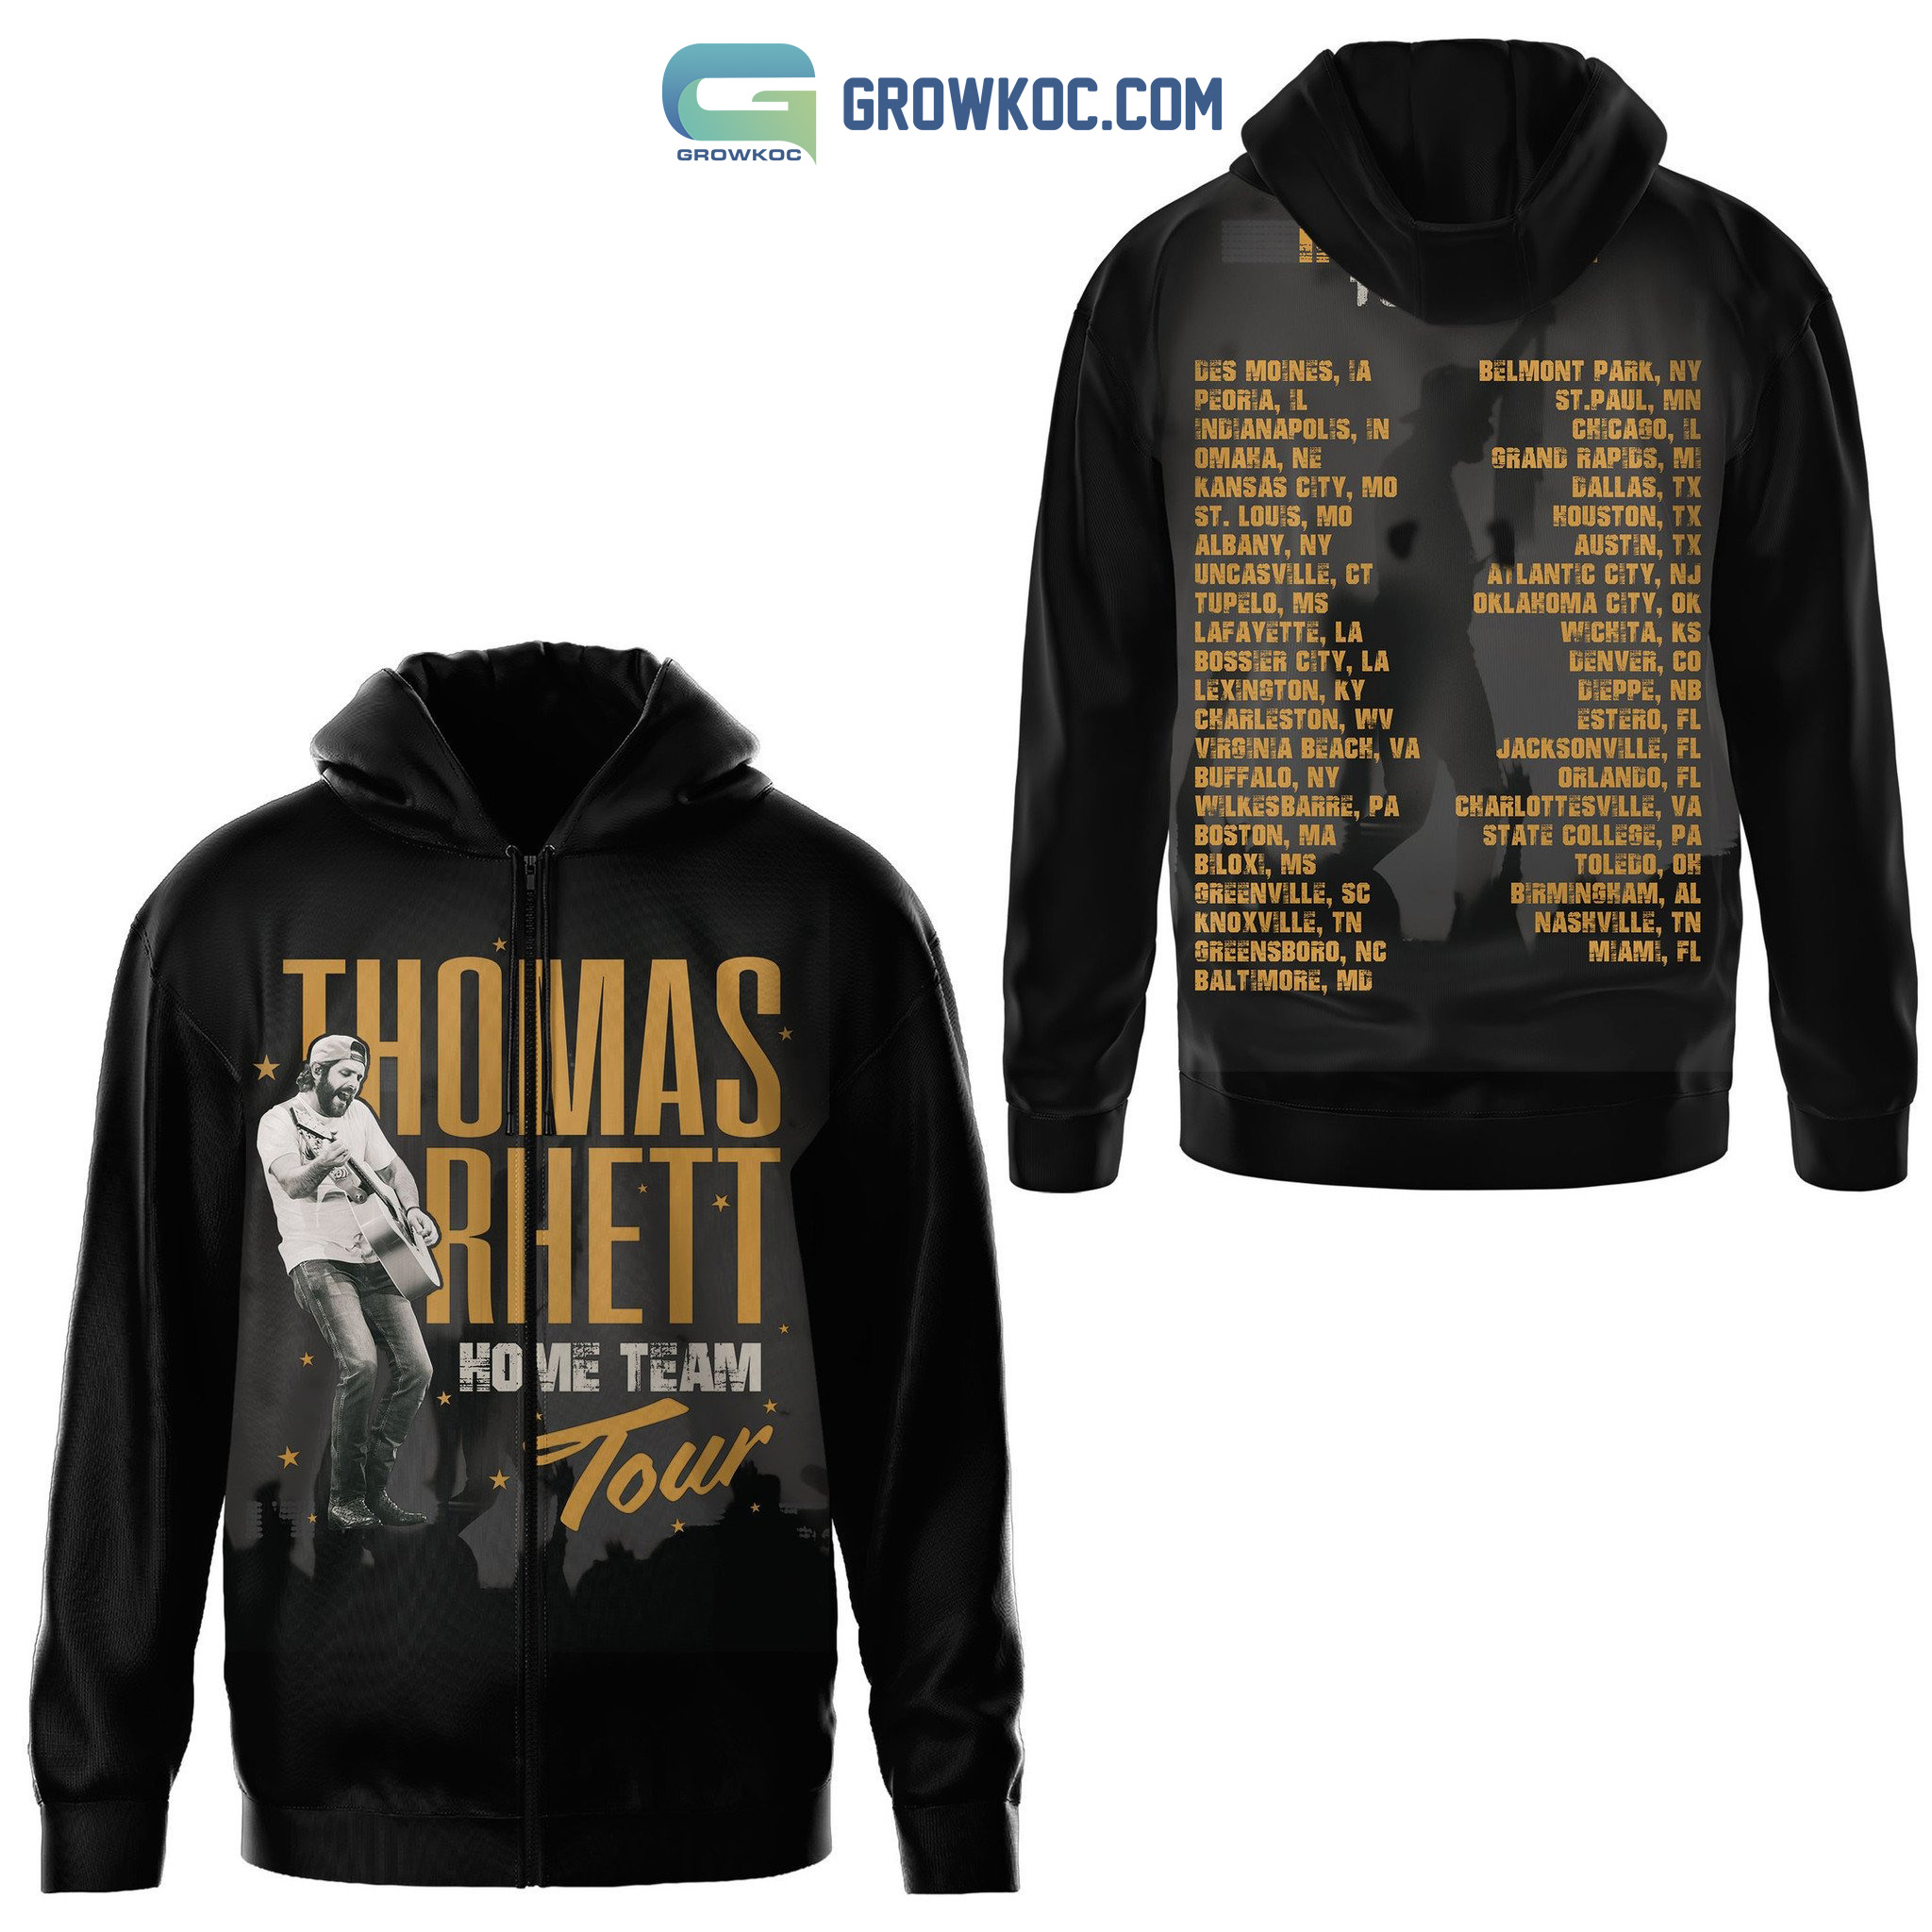 GROWKOC
GROWKOC.COM
DES MOINES, IA
PEORIA, IL
INDIANAPOLIS, IN
OMAHA, NE
KANSAS CITY, MO
ST. LOUIS, MO
ALBANY, NY
UNCASVILLE, CT
TUPELO, MS
LAFAYETTE, LA
BOSSIER CITY, LA
LEXINGTON, KY
CHARLESTON, WV
VIRGINIA BEACH, VA
BUFFALO, NY
WILKESBARRE, PA
BOSTON, MA
BILOXI, MS
GREENVILLE, SC
KNOXVILLE, TN
GREENSBORO, NC
BALTIMORE, MD
BELMONT PARK, NY
ST.PAUL, MN
CHICAGO, IL
GRAND RAPIDS, MI
DALLAS, TX
HOUSTON, TX
AUSTIN, TX
ATLANTIC CITY, NJ
OKLAHOMA CITY, OK
WICHITA, KS
DENVER, CO
DIEPPE, NB
ESTERO, FL
JACKSONVILLE, FL
ORLANDO, FL
CHARLOTTESVILLE, VA
STATE COLLEGE, PA
TOLEDO, OH
BIRMINGHAM, AL
NASHVILLE, TN
MIAMI, FL
THOMAS
RHETT
HOME TEAM
Tour